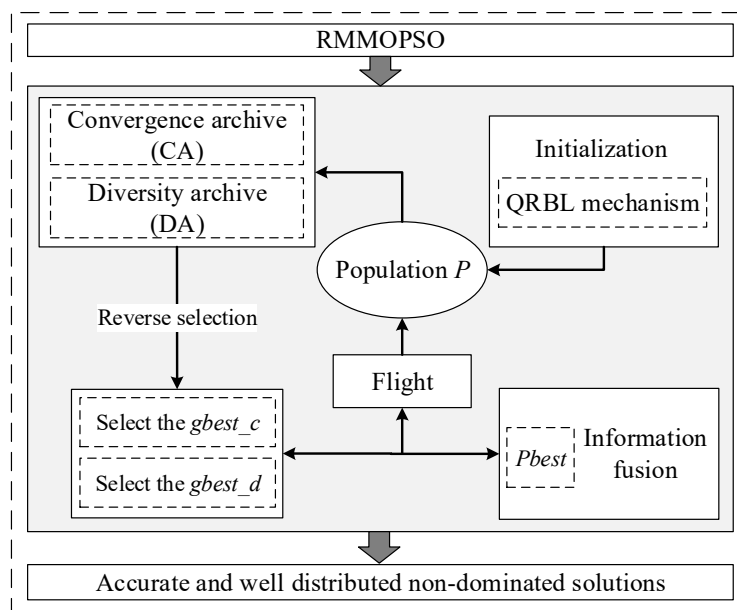 RMMOPSO
Convergence archive
(CA)
Diversity archive
(DA)
Initialization
QRBL mechanism
Population P
Reverse selection
Flight
Select the gbest_c
Select the gbest_d
Pbest
Information
fusion
Accurate and well distributed non-dominated solutions